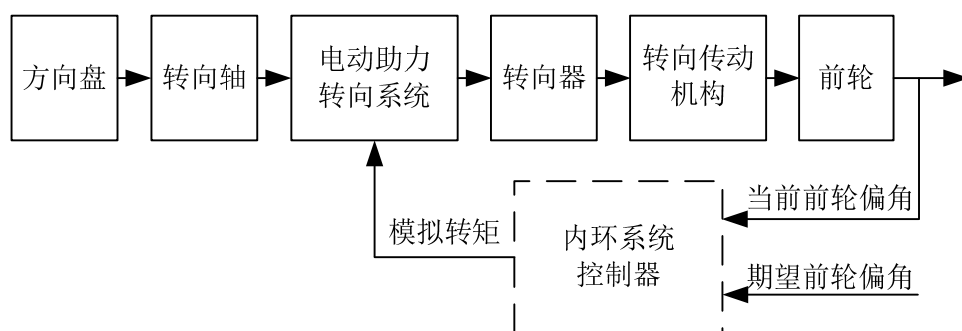 方向盘
转向轴
电动助力
转向系统
转向器
转向传动
机构
前轮
当前前轮偏角
模拟转矩
内环系统
控制器
期望前轮偏角